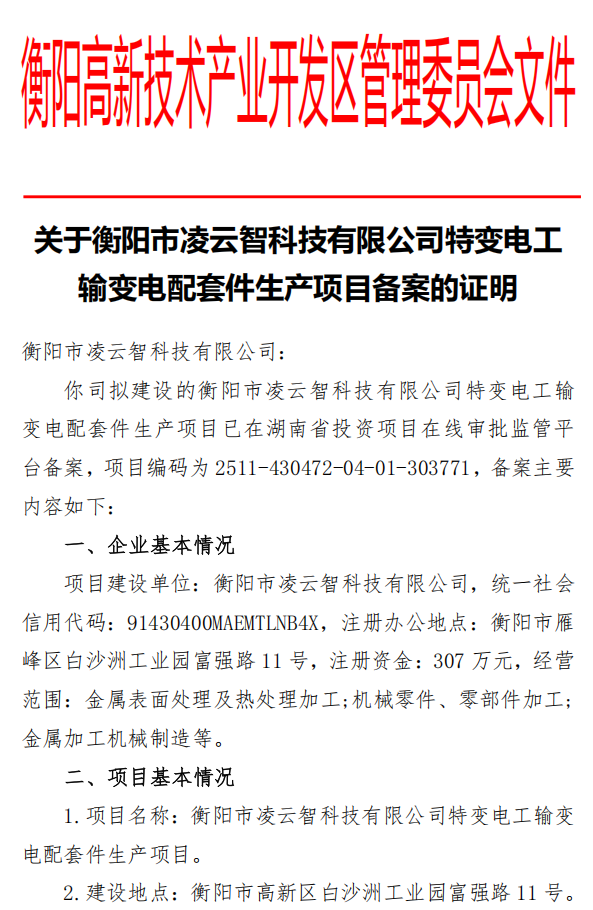 衡阳高新技术产业开发区管理委员会文件
关于衡阳市凌云智科技有限公司特变电工
输变电配套件生产项目备案的证明
衡阳市凌云智科技有限公司：
你司拟建设的衡阳市凌云智科技有限公司特变电工输
变电配套件生产项目已在湖南省投资项目在线审批监管平
台备案，项目编码为 2511-430472-04-01-303771，备案主要
内容如下：
一、企业基本情况
项目建设单位：衡阳市凌云智科技有限公司，统一社会
信用代码：91430400MAEMTLNB4X，注册办公地点：衡阳市雁
峰区白沙洲工业园富强路 11 号，注册资金：307 万元，经营
范围：金属表面处理及热处理加工;机械零件、零部件加工;
金属加工机械制造等。
二、项目基本情况
1.项目名称：衡阳市凌云智科技有限公司特变电工输变
电配套件生产项目。
2.建设地点：衡阳市高新区白沙洲工业园富强路 11 号。